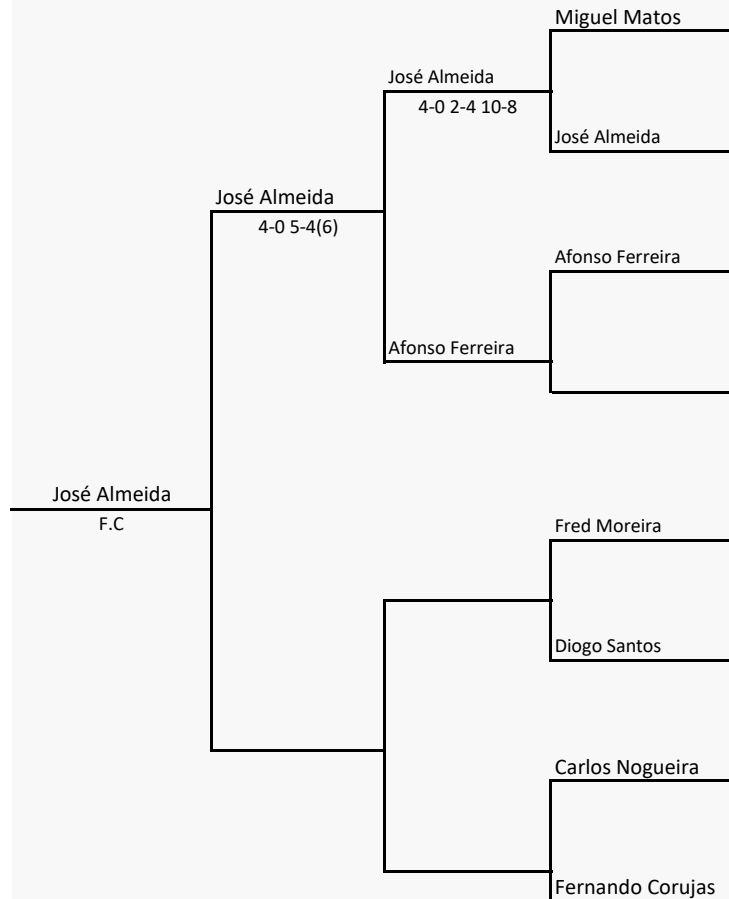 Miguel Matos
José Almeida
4-0 2-4 10-8
José Almeida
José Almeida
4-0 5-4(6)
Afonso Ferreira
Afonso Ferreira
José Almeida
F.C
Fred Moreira
Diogo Santos
Carlos Nogueira
Fernando Corujas